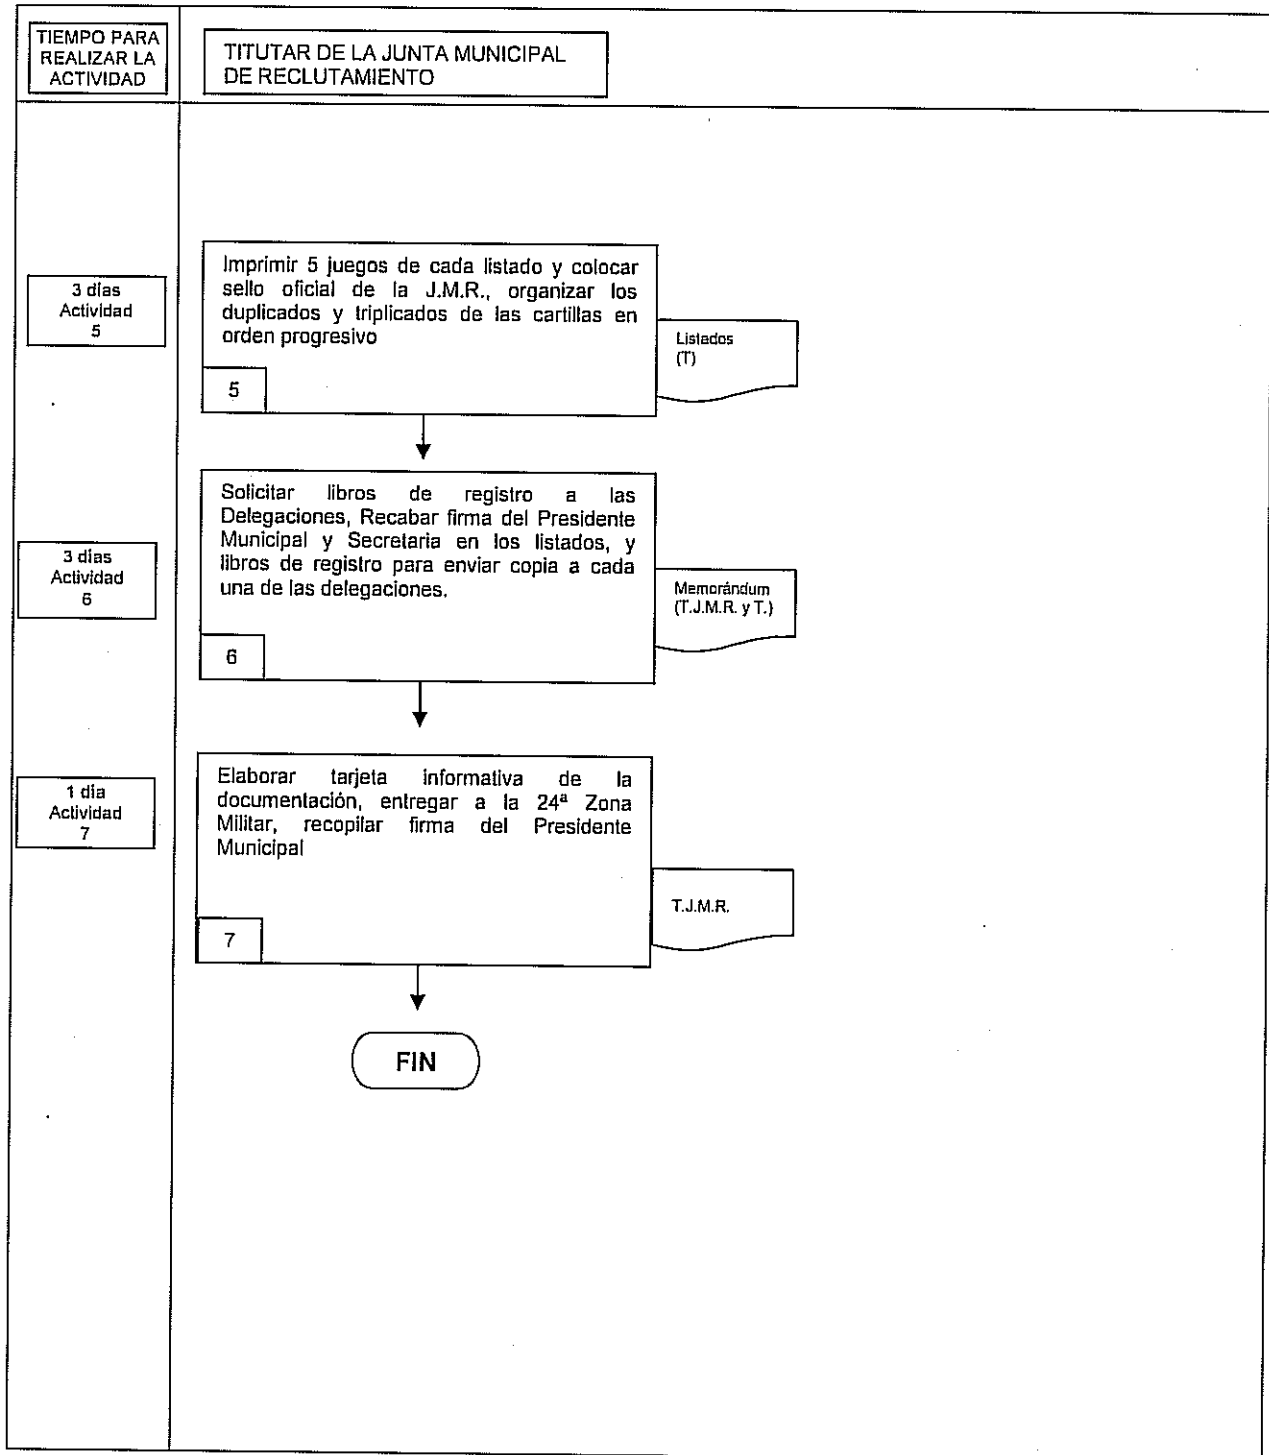 TIEMPO PARA
REALIZAR LA
ACTIVIDAD
TITUTAR DE LA JUNTA MUNICIPAL
DE RECLUTAMIENTO
3 días
Actividad
5
Imprimir 5 juegos de cada listado y colocar
sello oficial de la J.M.R., organizar los
duplicados y triplicados de las cartillas en
orden progresivo
5
Listados
(T)
3 días
Actividad
6
Solicitar libros de registro a las
Delegaciones, Recabar firma del Presidente
Municipal y Secretaria en los listados, y
libros de registro para enviar copia a cada
una de las delegaciones.
6
Memorándum
(T.J.M.R. y T.)
1 día
Actividad
7
Elaborar tarjeta informativa de la
documentación, entregar a la 24ª Zona
Militar, recopilar firma del Presidente
Municipal
7
T.J.M.R.
FIN